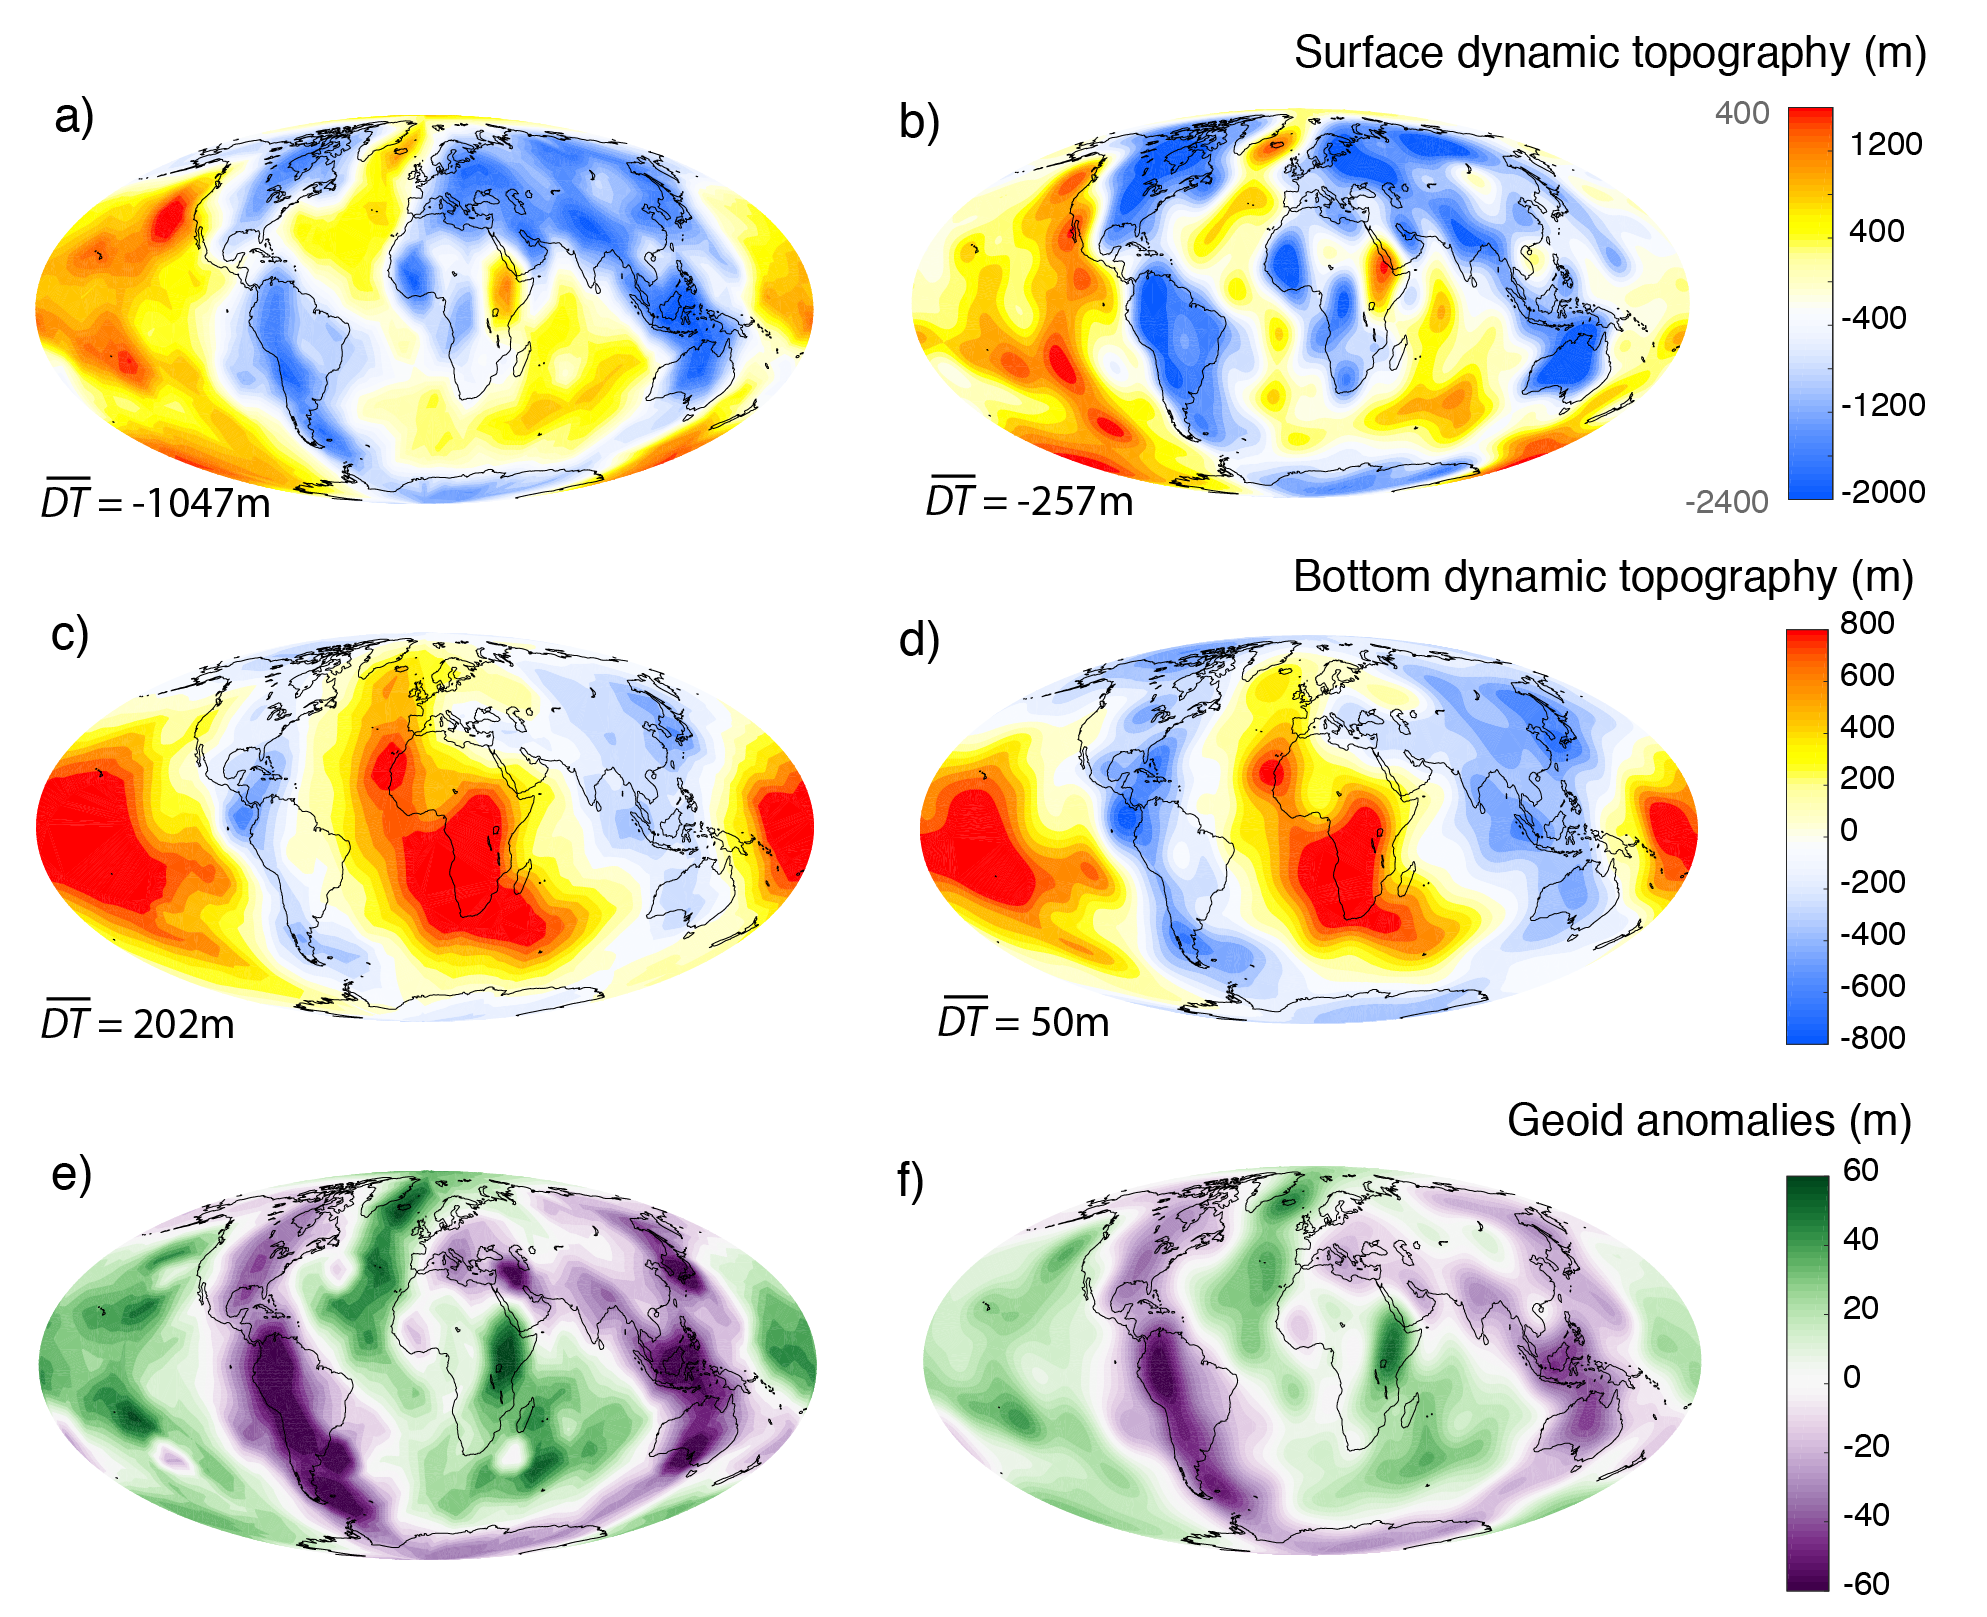 Surface dynamic topography (m)
a)
b)
400
1200
400
-400
-1200
-2000
-2400
DT = -1047m
DT = -257m
Bottom dynamic topography (m)
c)
d)
800
600
400
200
0
-200
-400
-600
-800
DT = 202m
DT = 50m
Geoid anomalies (m)
e)
f)
60
40
20
0
-20
-40
-60